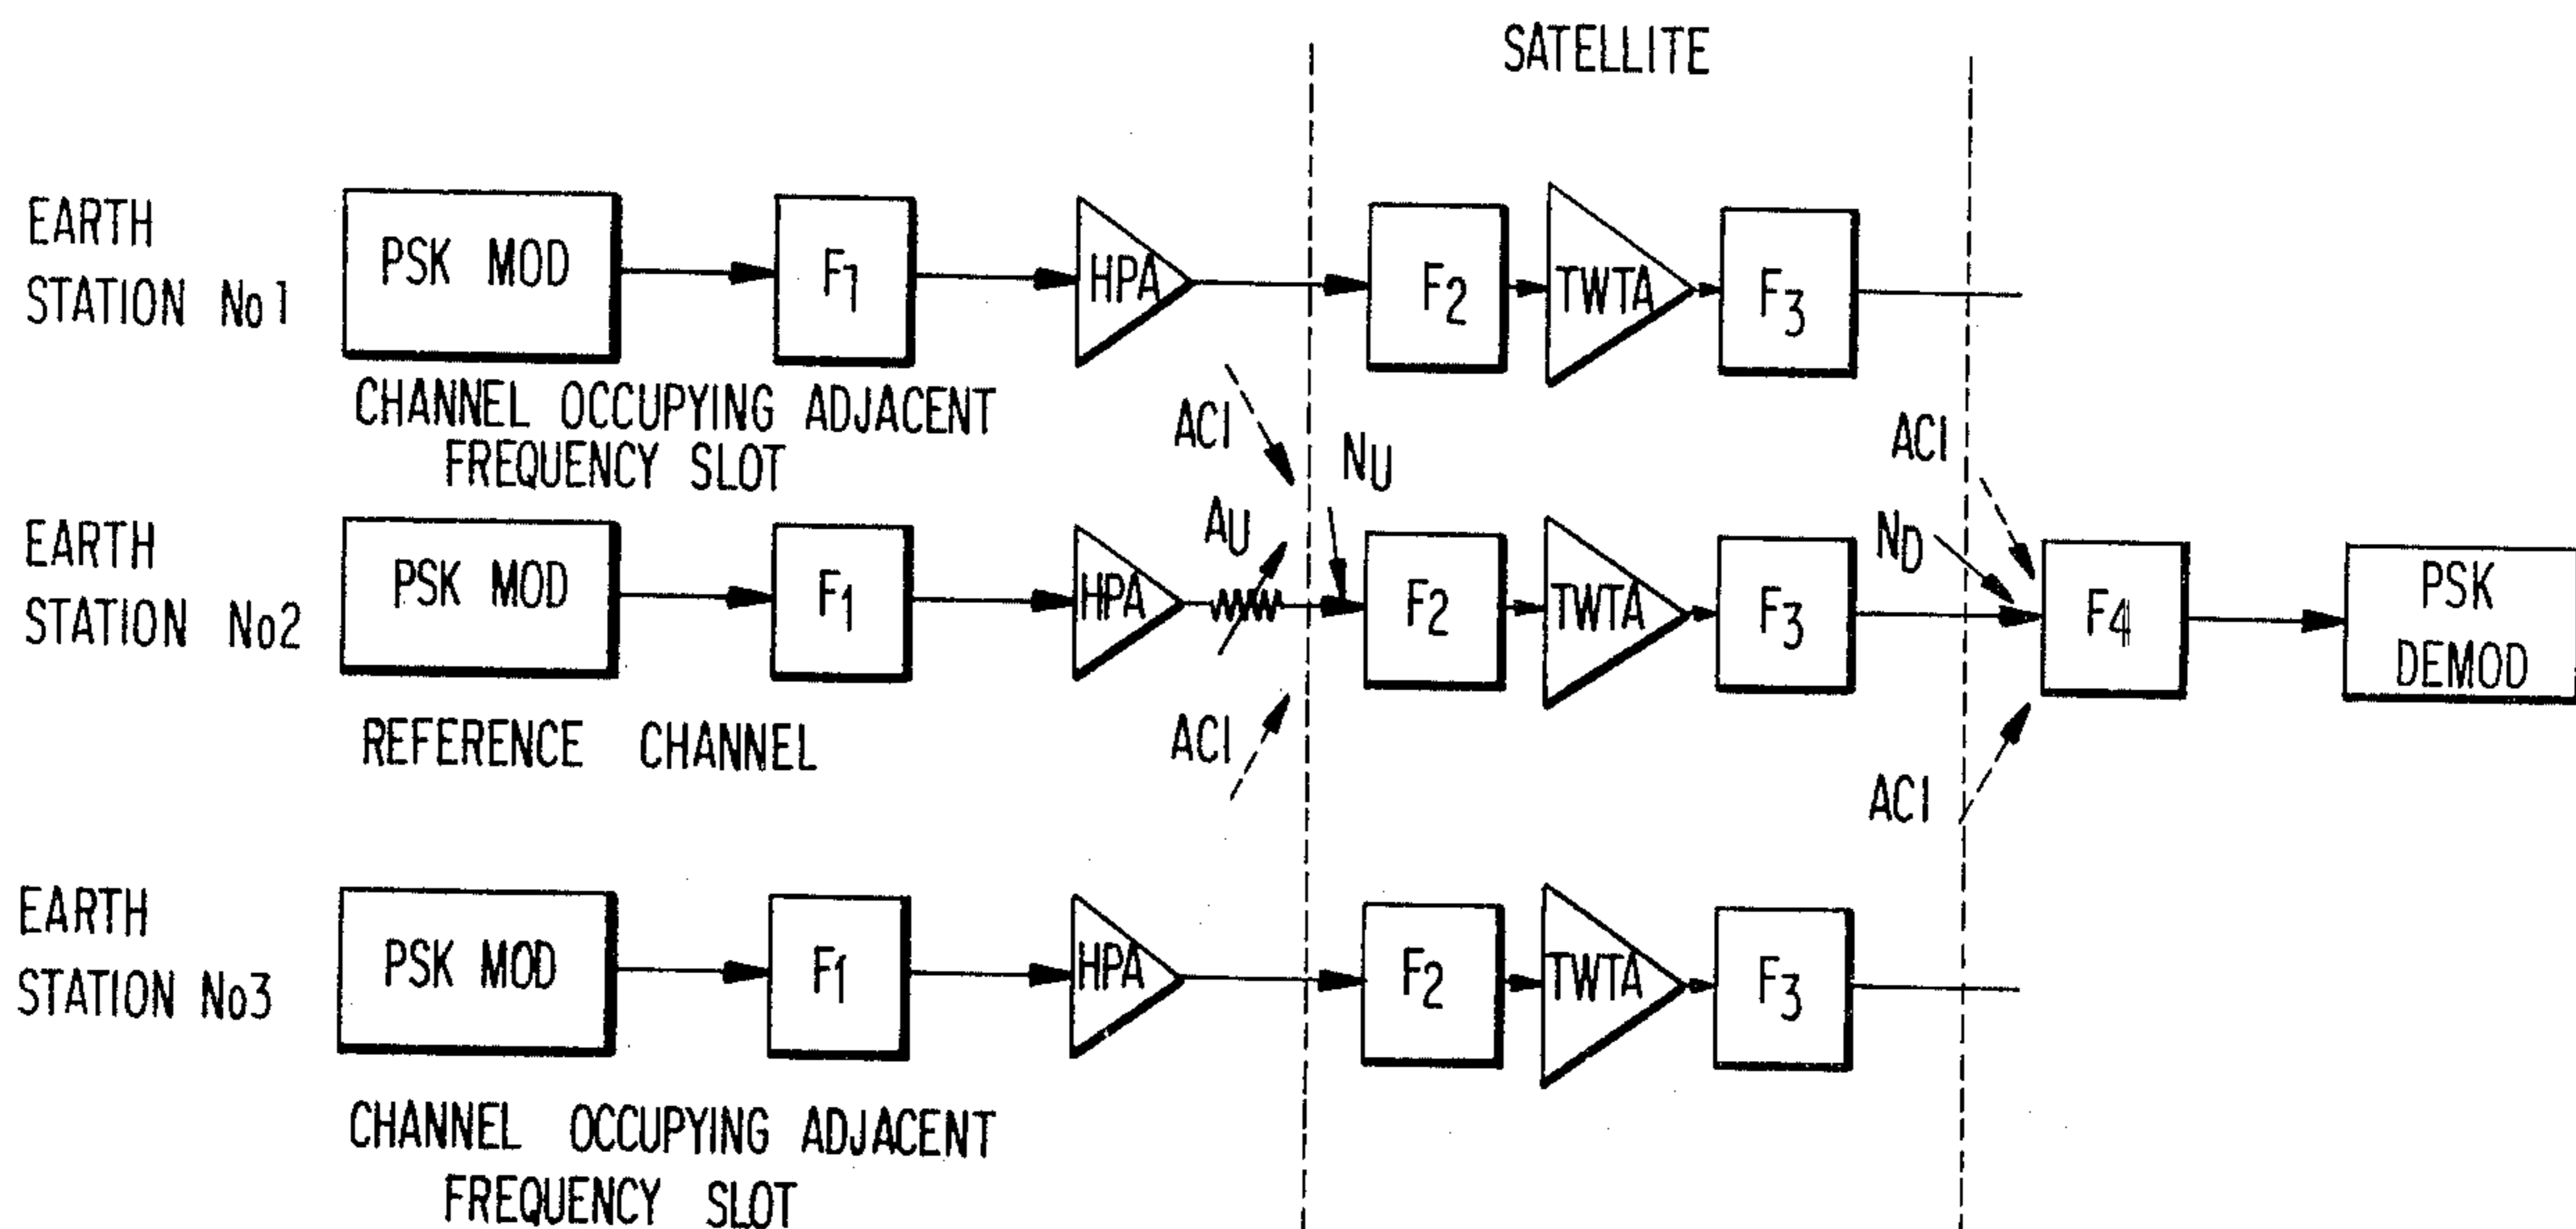 SATELLITE
EARTH
STATION No1
PSK MOD
F1
HPA
F2
TWTA
F3
CHANNEL OCCUPYING ADJACENT
FREQUENCY SLOT
ACI
NU
ACI
EARTH
STATION No2
PSK MOD
F1
HPA
AU
F2
TWTA
F3
ND
F4
PSK
DEMOD
REFERENCE CHANNEL
ACI
ACI
EARTH
STATION No3
PSK MOD
F1
HPA
F2
TWTA
F3
CHANNEL OCCUPYING ADJACENT
FREQUENCY SLOT